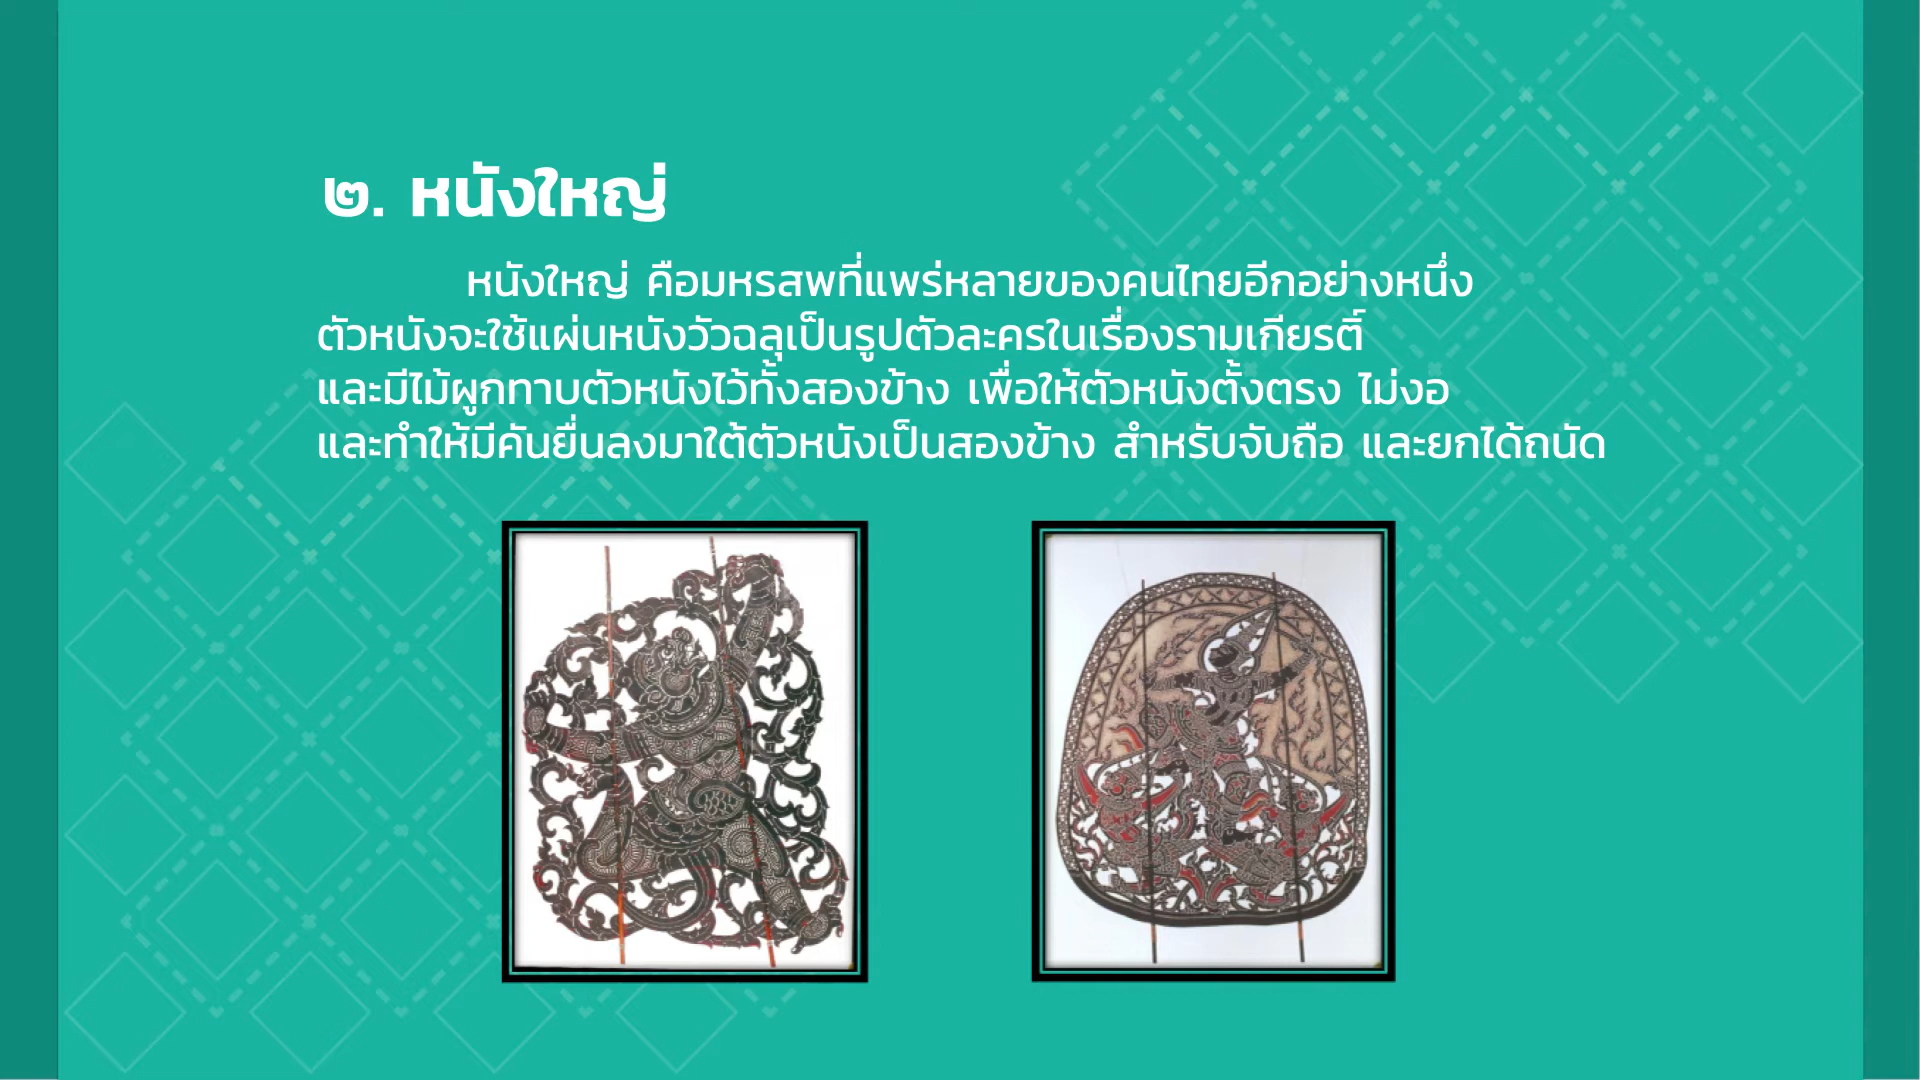 ๒. หนังใหญ่
หนังใหญ่ คือมหรสพที่แพร่หลายของคนไทยอีกอย่างหนึ่ง
ตัวหนังจะใช้แผ่นหนังวัวฉลุเป็นรูปตัวละครในเรื่องรามเกียรติ์
และมีไม้ผูกทาบตัวหนังไว้ทั้งสองข้าง เพื่อให้ตัวหนังตั้งตรง ไม่งอ
และทำให้มีคันยื่นลงมาใต้ตัวหนังเป็นสองข้าง สำหรับจับถือ และยกได้ถนัด